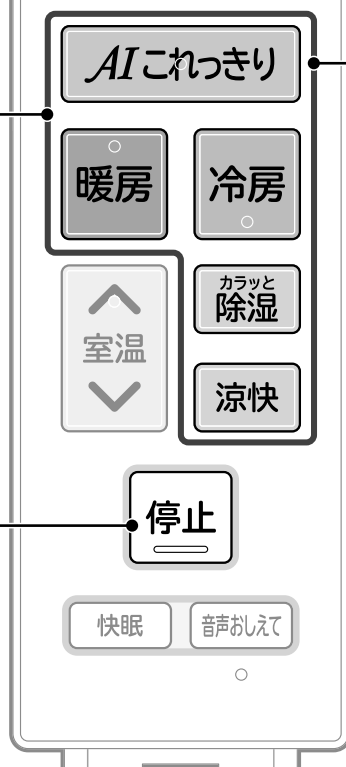 AIこれっきり
暖房
冷房
カラッと
除湿
室温
涼快
停止
快眠
音声おしえて